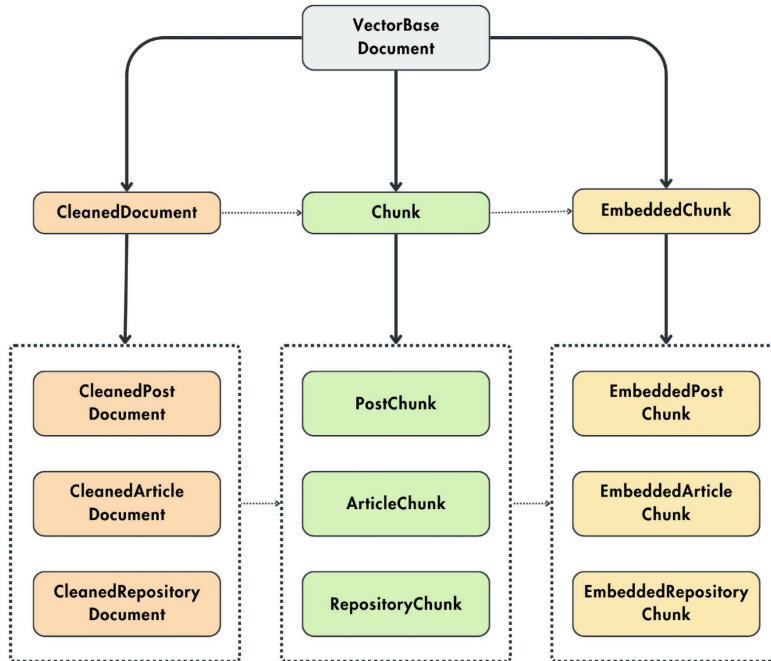 VectorBase
Document
CleanedDocument
Chunk
EmbeddedChunk
CleanedPost
Document
PostChunk
EmbeddedPost
Chunk
CleanedArticle
Document
ArticleChunk
EmbeddedArticle
Chunk
CleanedRepository
Document
RepositoryChunk
EmbeddedRepository
Chunk